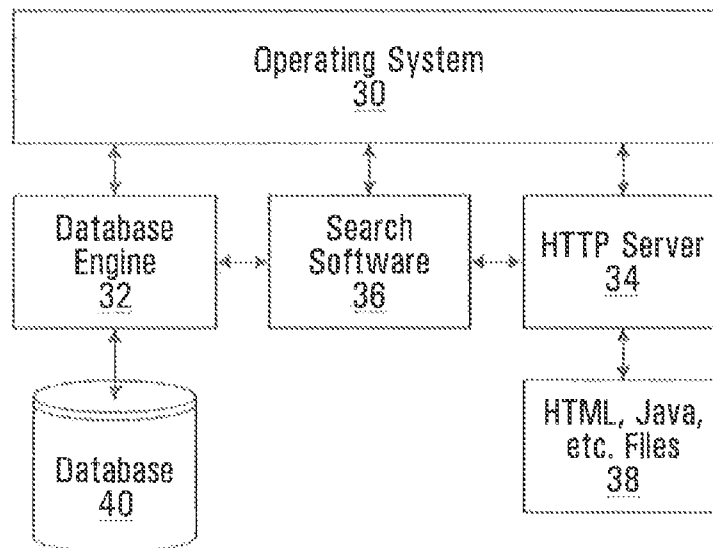 Operating System
30
Database
Engine
32
Search
Software
36
HTTP Server
34
Database
40
HTML, Java,
etc. Files
38